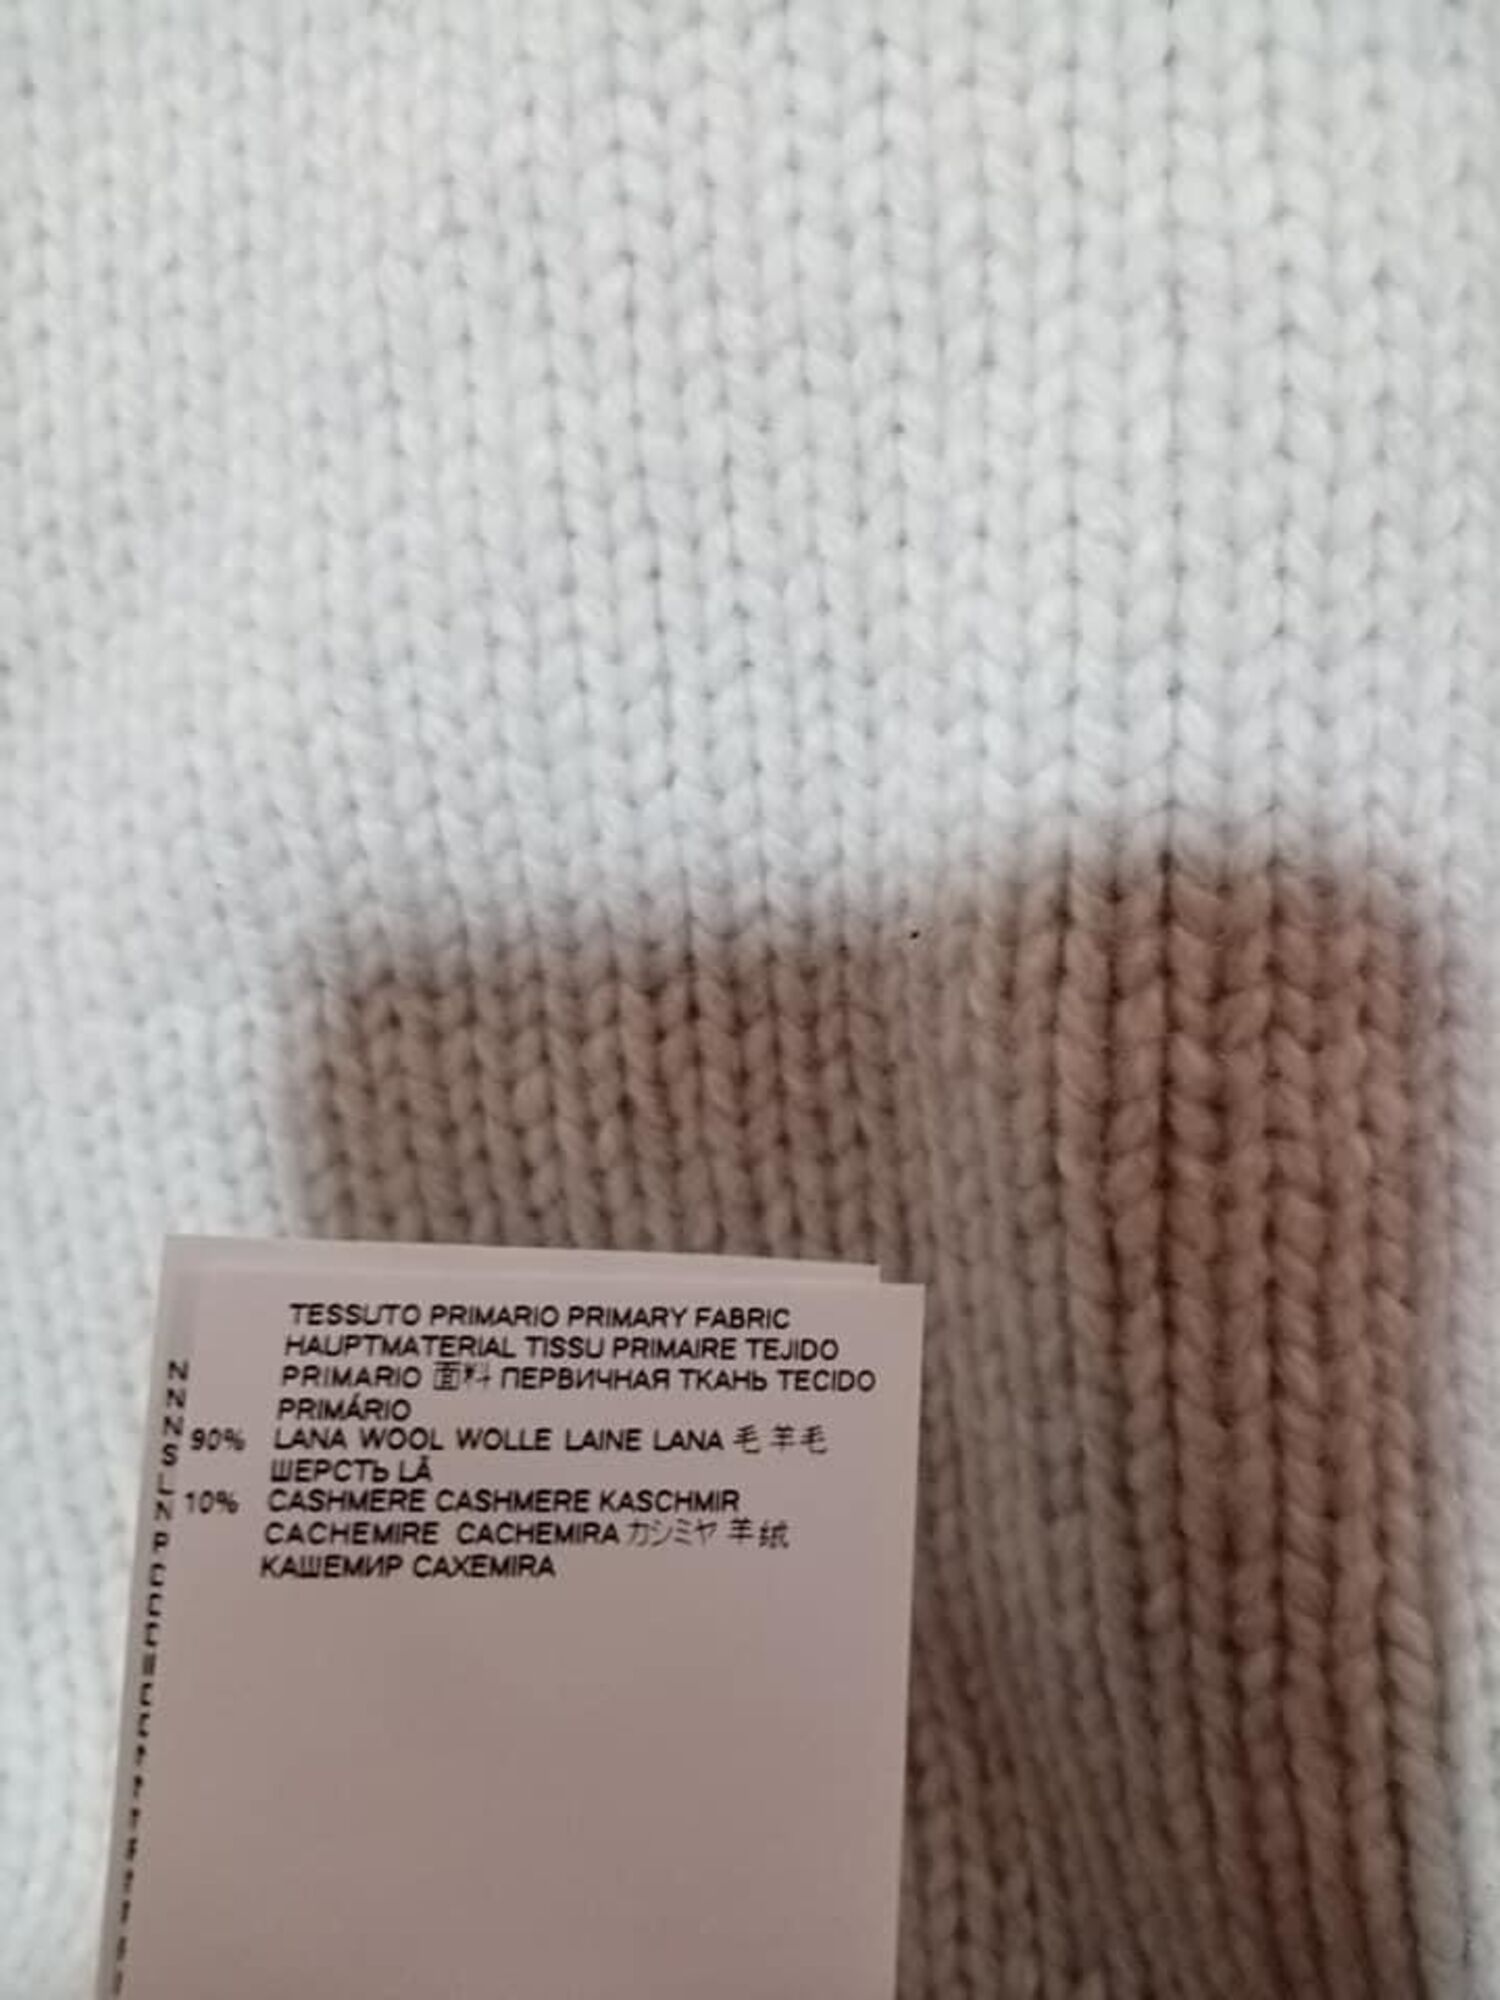 TESSUTO PRIMARIO PRIMARY FABRIC
HAUPTMATERIAL TISSU PRIMAIRE TEJIDO
PRIMARIO 面料 ПЕРВИЧНАЯ ТКАНЬ TECIDO
PRIMÁRIO
90% LANA WOOL WOLLE LAINE LANA 毛 羊毛
ШЕРСТЬ LÃ
10% CASHMERE CASHMERE KASCHMIR
CACHEMIRE CACHEMIRA カシミヤ 羊绒
КАШЕМИР CAXEMIRA